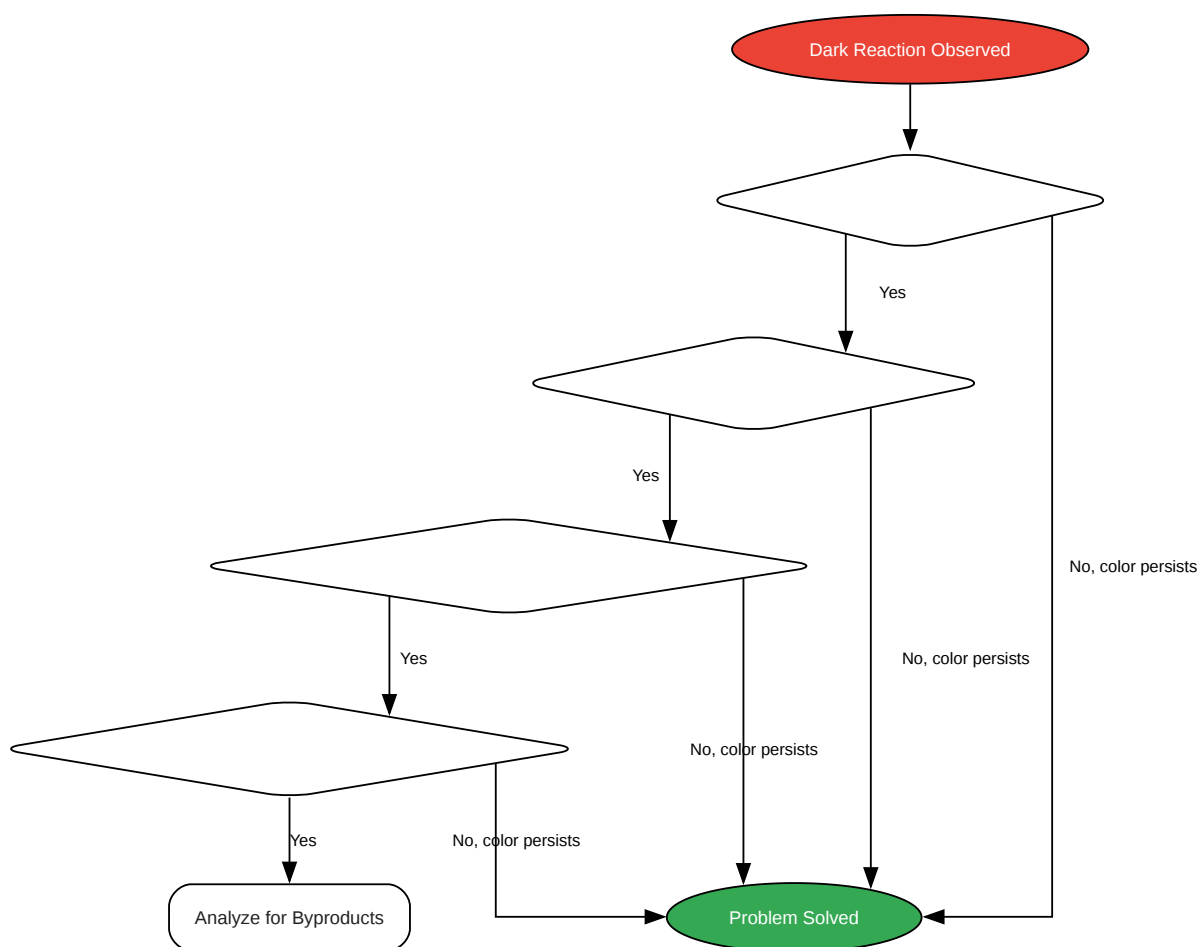 Dark Reaction Observed
Yes
Yes
No, color persists
Yes
No, color persists
No, color persists
Yes
No, color persists
Analyze for Byproducts
Problem Solved